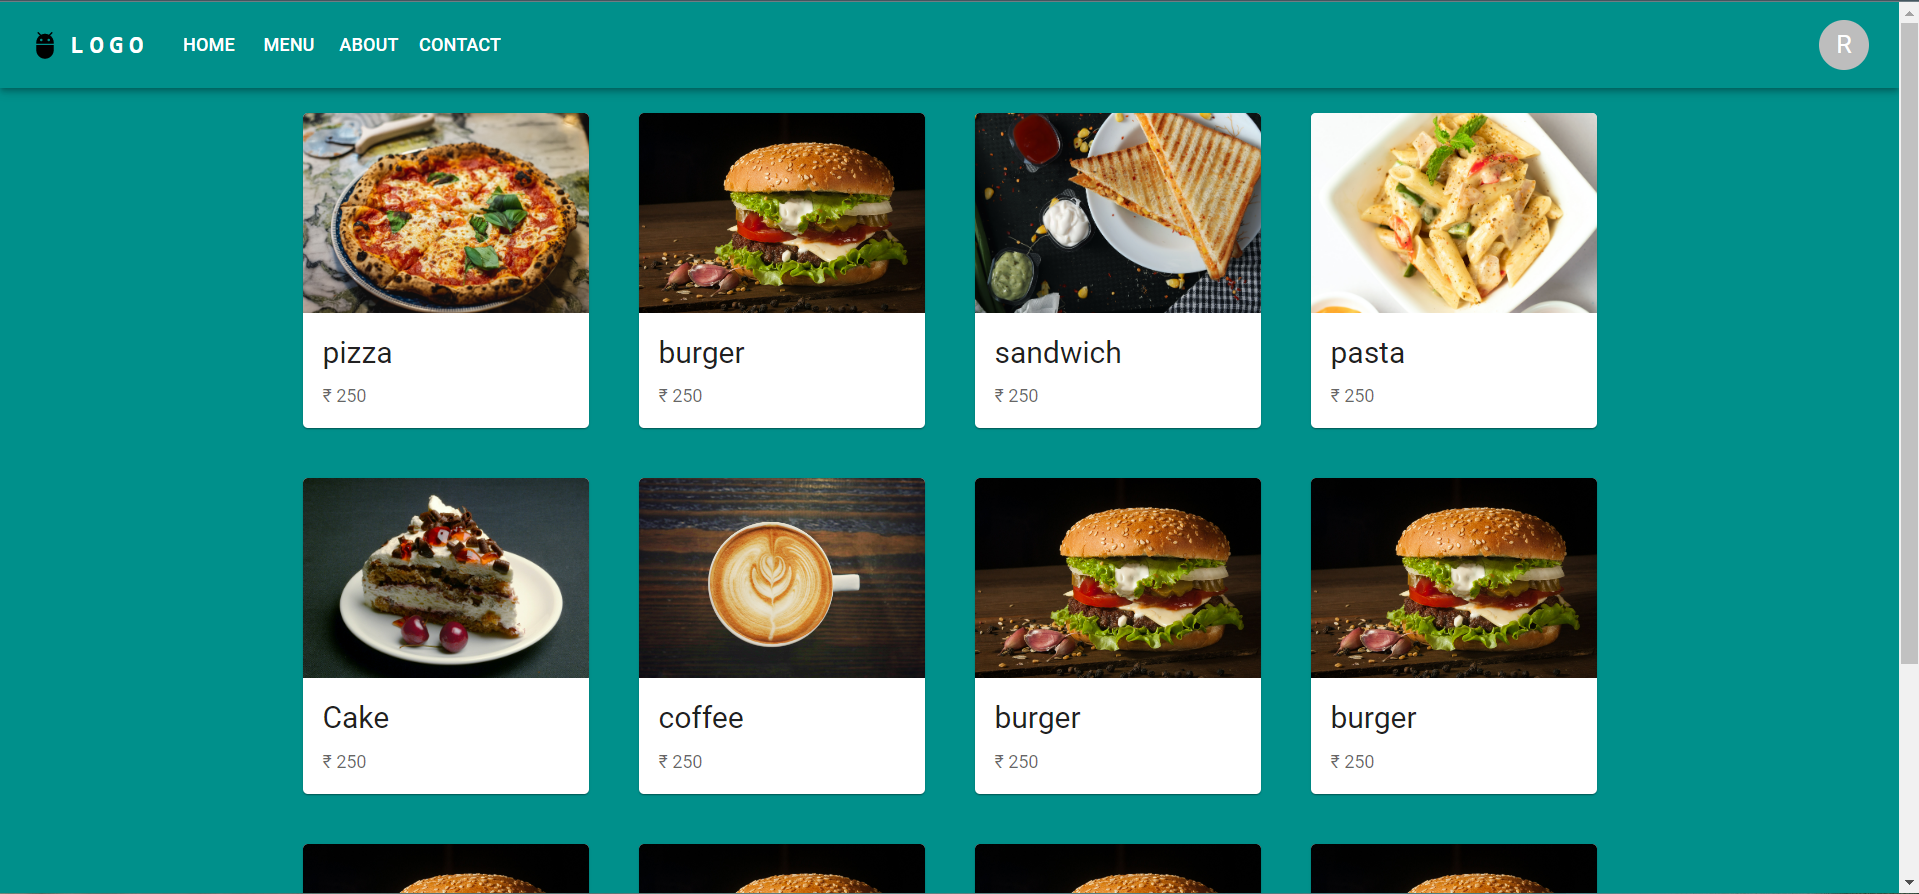 LOGO HOME MENU ABOUT CONTACT R
pizza
₹ 250
burger
₹ 250
sandwich
₹ 250
pasta
₹ 250
Cake
₹ 250
coffee
₹ 250
burger
₹ 250
burger
₹ 250